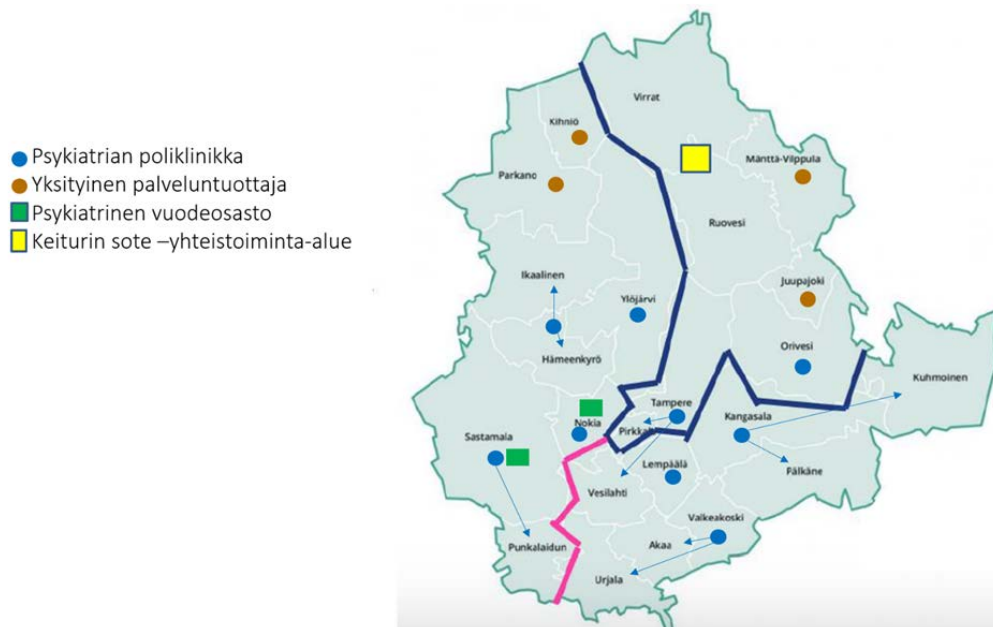 Psykiatrian poliklinikka
Yksityinen palveluntuottaja
Psykiatrinen vuodeosasto
Keiturin sote –yhteistoiminta-alue
Virrat
Kihniö
Mänttä-Vilppula
Parkano
Ruovesi
Ikaalinen
Juupajoki
Ylöjärvi
Orivesi
Hämeenkyrö
Kuhmoinen
Tampere
Kangasala
Nokia
Sastamala
Lempäälä
Pälkäne
Vesilahti
Valkeakoski
Punkalaidun
Akaa
Urjala